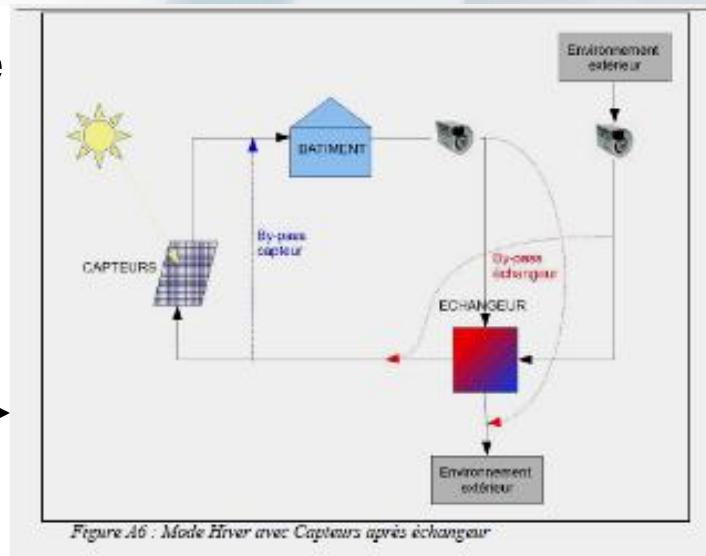 e
Environnement
extérieur
BATIMENT
By-pass
capteur
CAPTEURS
By-pass
échangeur
ECHANGEUR
Environnement
extérieur
Figure A6 : Mode Hiver avec Capteurs après échangeur